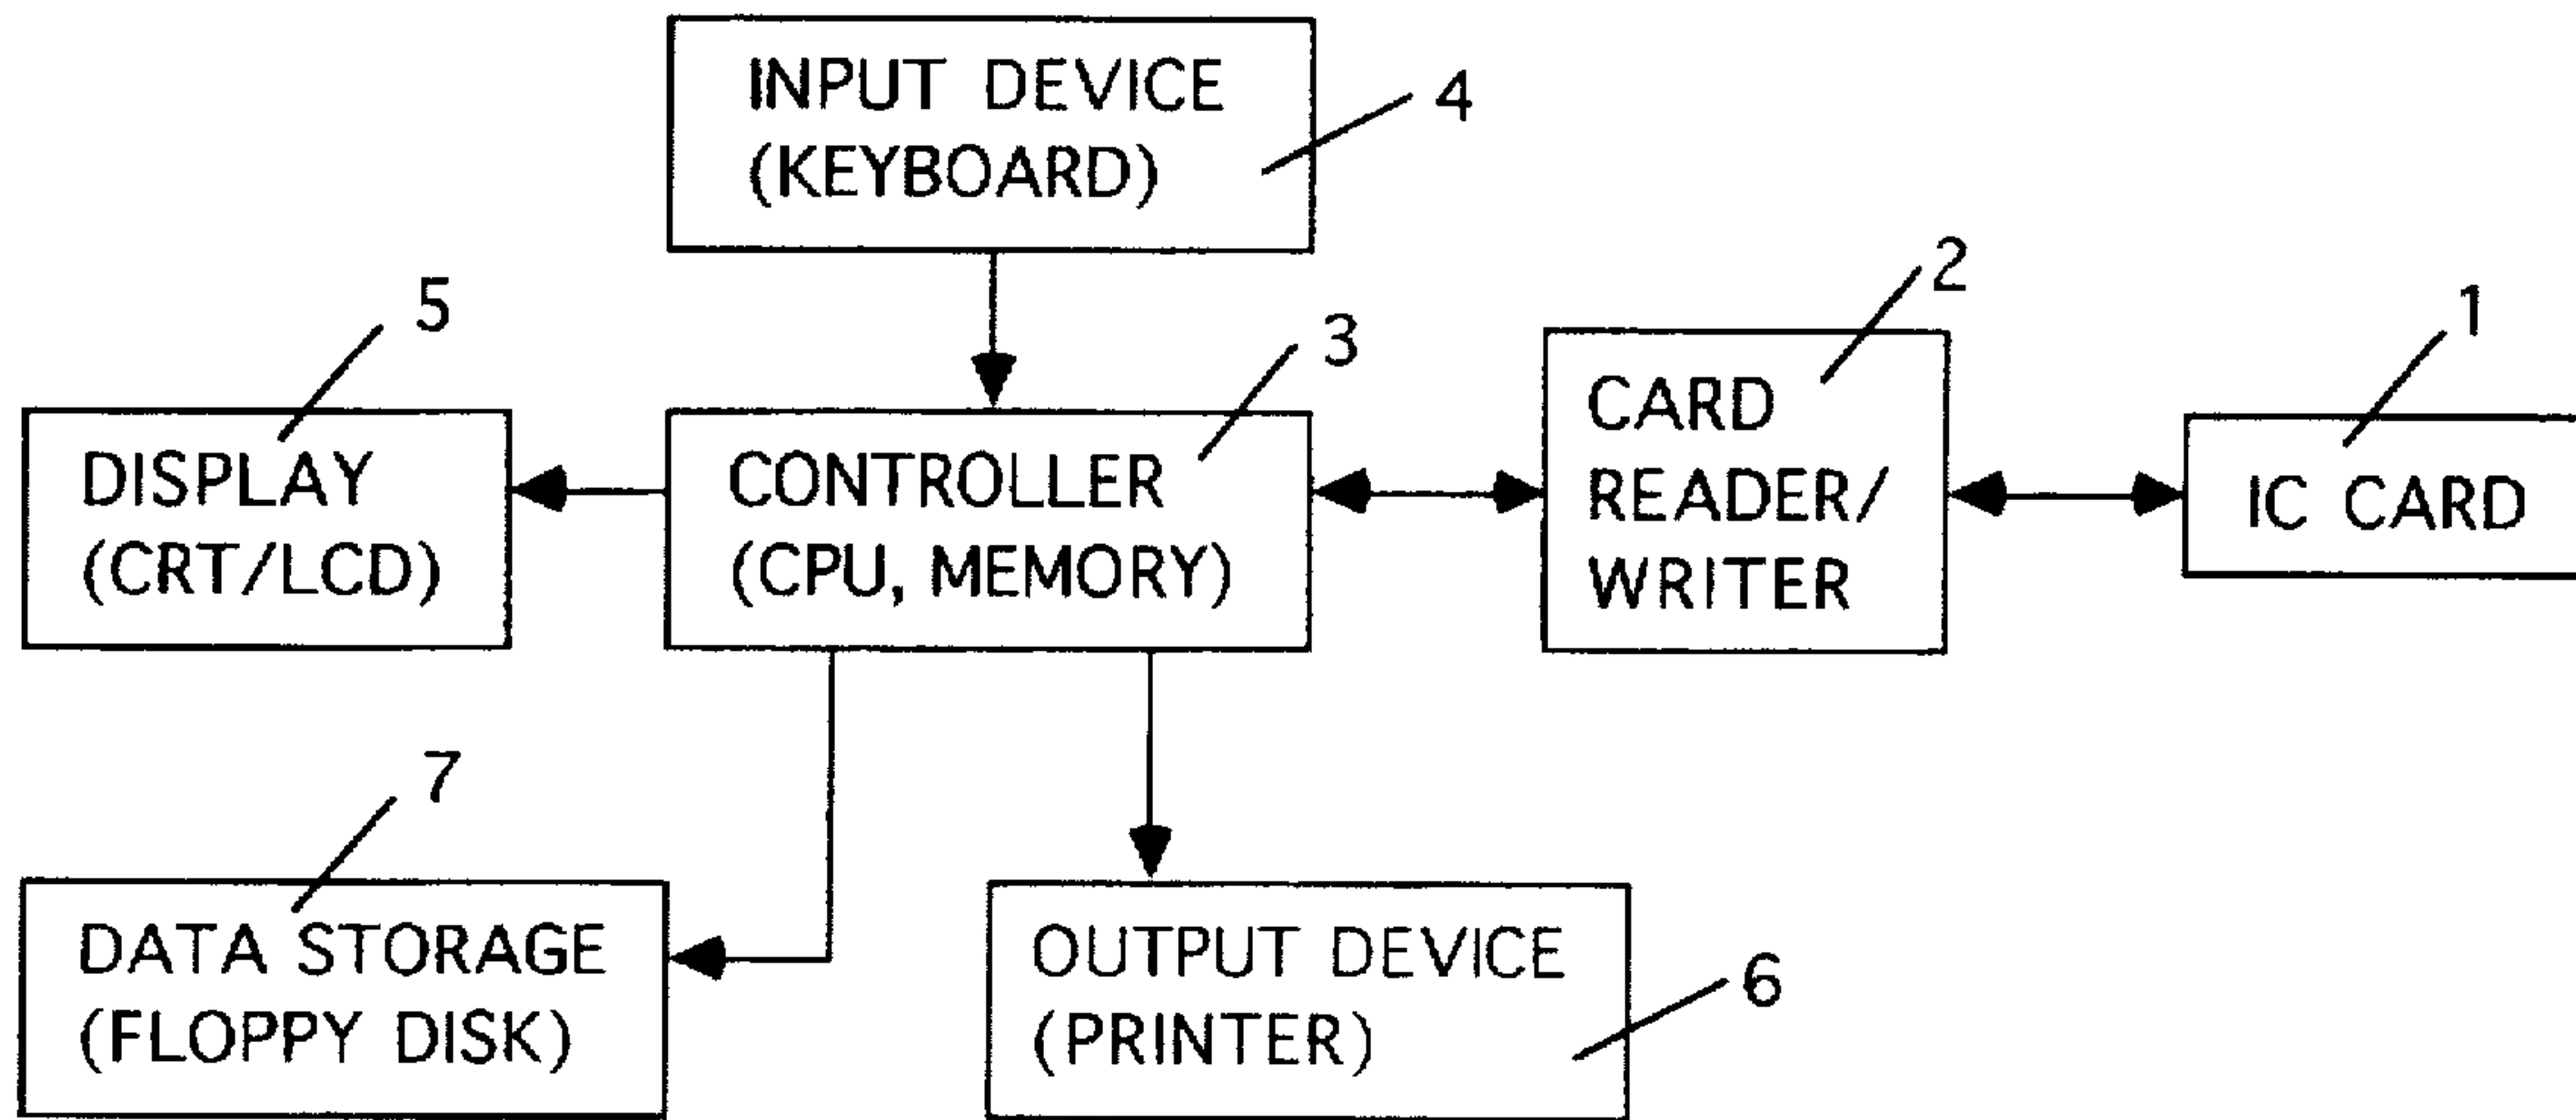 INPUT DEVICE
(KEYBOARD)
4
5
DISPLAY
(CRT/LCD)
3
CONTROLLER
(CPU, MEMORY)
2
CARD
READER/
WRITER
1
IC CARD
7
DATA STORAGE
(FLOPPY DISK)
OUTPUT DEVICE
(PRINTER)
6